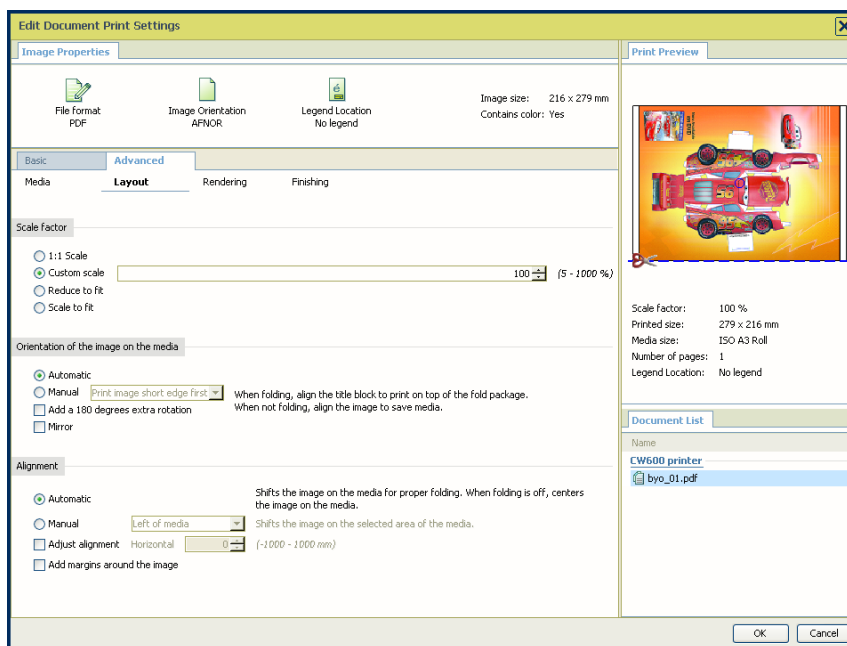 Edit Document Print Settings
Image Properties
File format
PDF
Image Orientation
AFNOR
Legend Location
No legend
Image size: 216 x 279 mm
Contains color: Yes
Basic
Advanced
Media
Layout
Rendering
Finishing
Scale factor
1:1 Scale
Custom scale 100 (5 - 1000 %)
Reduce to fit
Scale to fit
Orientation of the image on the media
Automatic
Manual Print image short edge first
When folding, align the title block to print on top of the fold package.
When not folding, align the image to save media.
Add a 180 degrees extra rotation
Mirror
Alignment
Automatic
Shifts the image on the media for proper folding. When folding is off, centers
the image on the media.
Manual Left of media Shifts the image on the selected area of the media.
Adjust alignment Horizontal 0 (-1000 - 1000 mm)
Add margins around the image
Print Preview
Scale factor: 100 %
Printed size: 279 x 216 mm
Media size: ISO A3 Roll
Number of pages: 1
Legend Location: No legend
Document List
Name
CW600 printer
byo_01.pdf
OK
Cancel